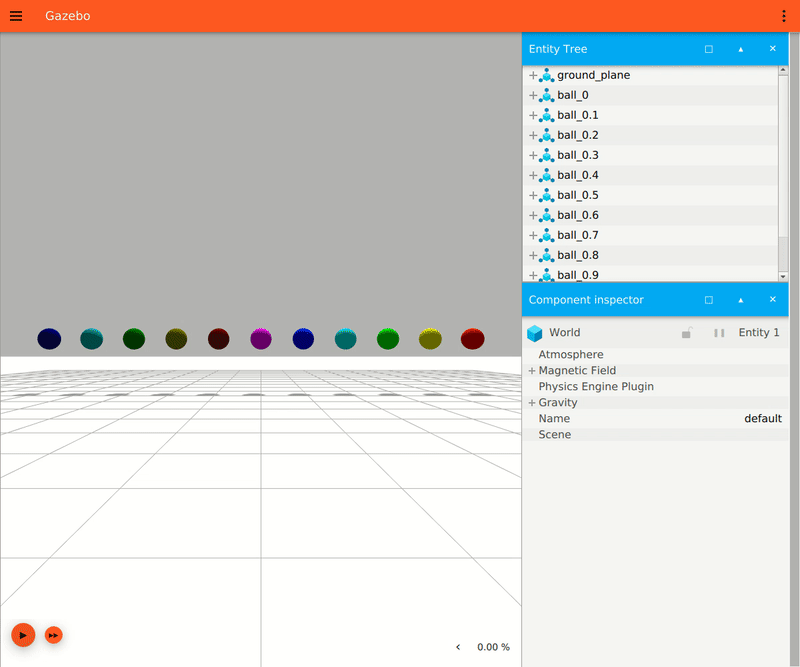 Gazebo
Entity Tree
ground_plane
ball_0
ball_0.1
ball_0.2
ball_0.3
ball_0.4
ball_0.5
ball_0.6
ball_0.7
ball_0.8
ball_0.9
Component inspector
World Entity 1
Atmosphere
Magnetic Field
Physics Engine Plugin
Gravity
Name default
Scene
0.00 %